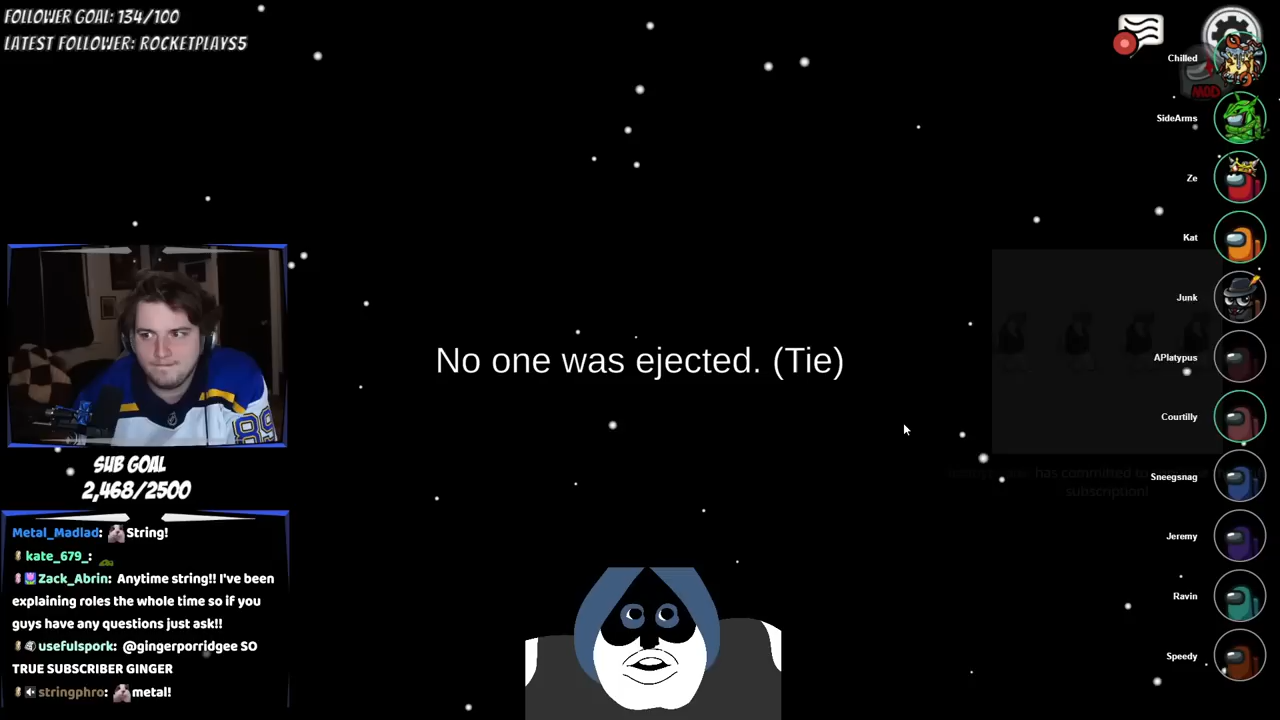 FOLLOWER GOAL: 134/100
LATEST FOLLOWER: ROCKETPLAYS5
MOD
Chilled
SideArms
Ze
Kat
Junk
APlatypus
Courtilly
Sneegsnag
Jeremy
Ravin
Speedy
No one was ejected. (Tie)
has committed to
subscription!
89
SUB GOAL
2,468/2500
Metal_Madlad: String!
kate_679_:
Zack_Abrin: Anytime string!! I've been
explaining roles the whole time so if you
guys have any questions just ask!!
usefulspork: @gingerporridgee SO
TRUE SUBSCRIBER GINGER
stringphro: metal!